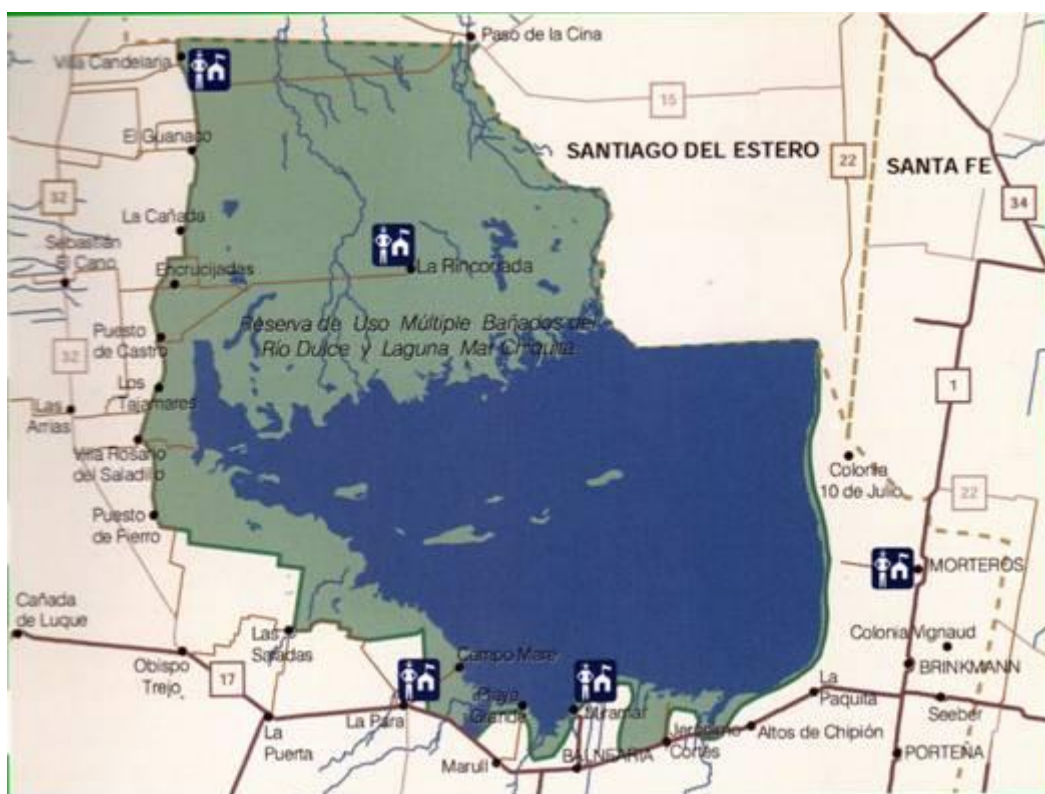 Paso de la Cina
Villa Candelaria
15
El Guanaco
SANTIAGO DEL ESTERO
22
SANTA FE
32
34
La Cañada
Sebastián
El Cano
Encrucijadas
La Rinconada
Puesto
de Castro
Reserva de Uso Múltiple Bañados del
Río Dulce y Laguna Mar Chiquita
32
Los
Tajamares
1
Las
Arrias
Villa Rosario
del Saladillo
Colonia
10 de Julio
22
Puesto
de Fierro
MORTEROS
Cañada
de Luque
Las
Saladas
Colonia Vignaud
Obispo
Trejo
17
Campo Mare
BRINKMANN
La Para
Playa
Grande
Miramar
La
Paquita
Seeber
La
Puerta
Jerónimo
Cortés
Altos de Chipión
Marull
BALNEARIA
PORTEÑA